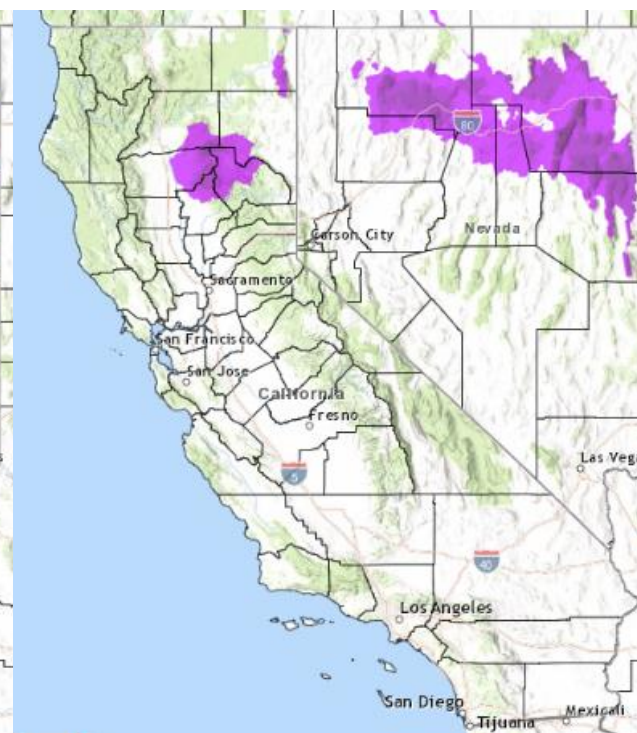 80
Carson City
Nevada
Sacramento
San Francisco
San Jose
California
Fresno
Las Vega
5
40
Los Angeles
San Diego
Mexicali
Tijuana